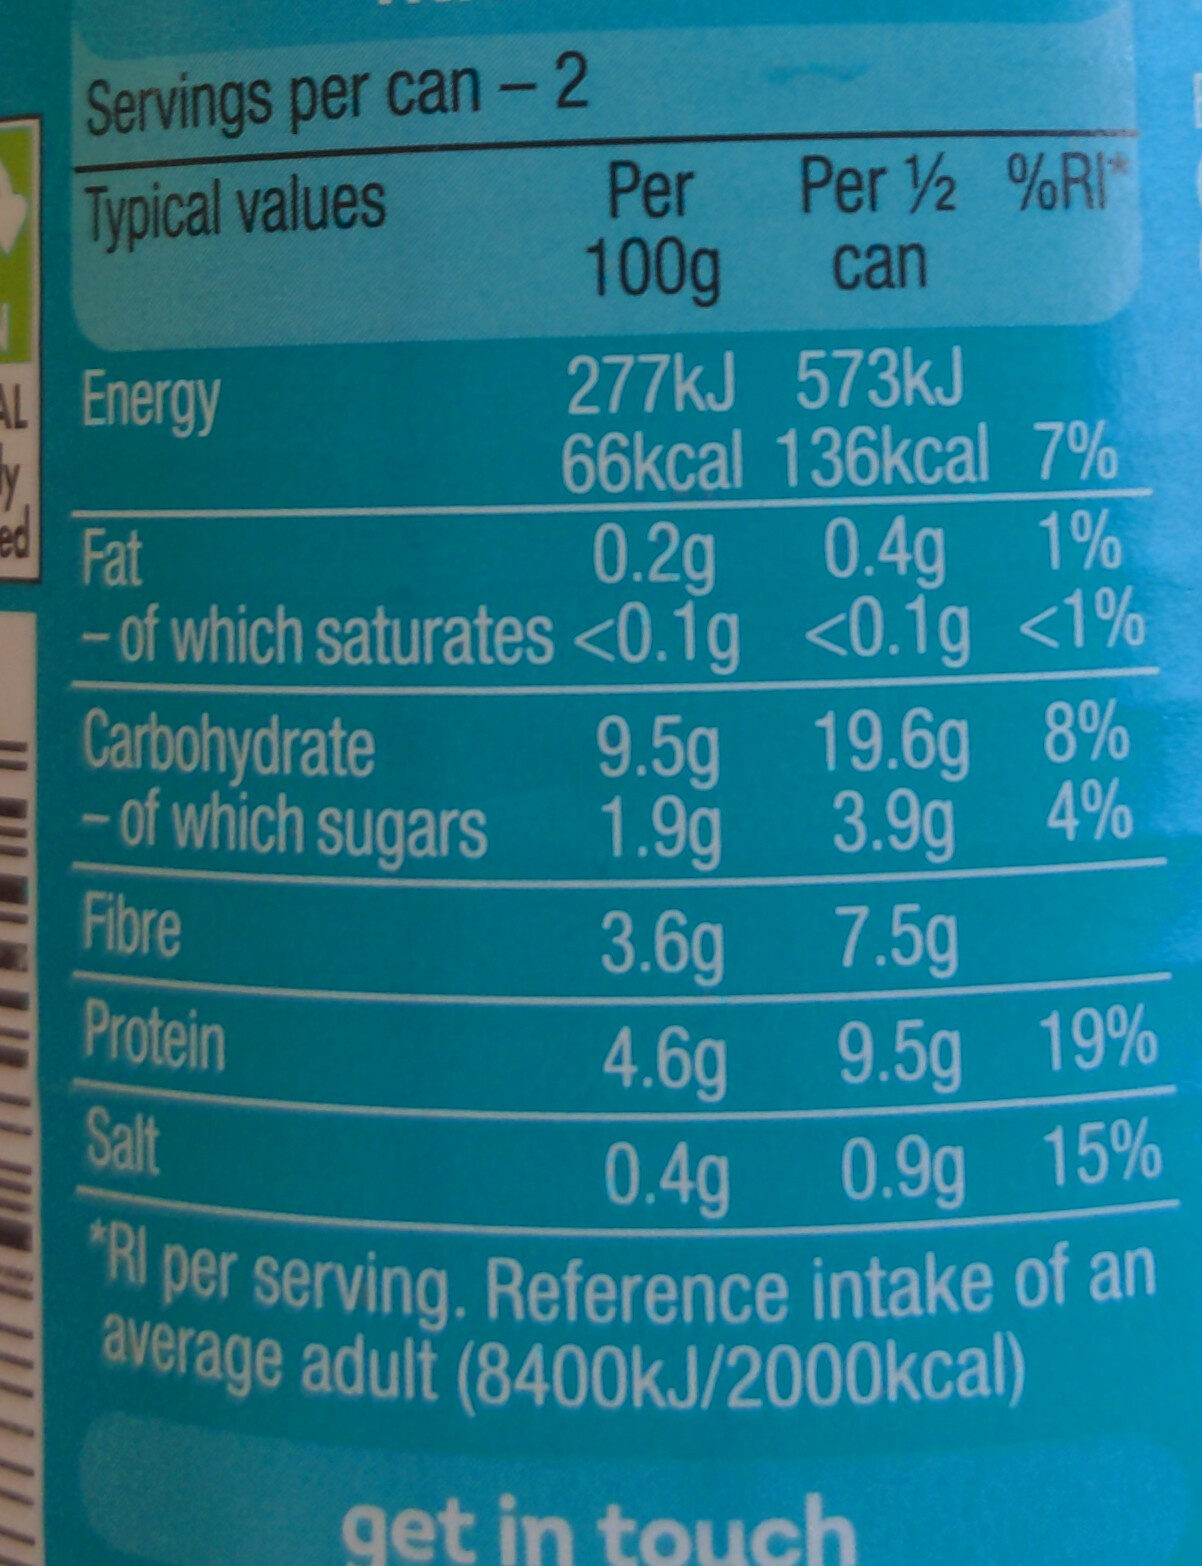 Servings per can – 2
Typical values Per 100g Per ½ can %RI*
Energy 277kJ 573kJ
66kcal 136kcal 7%
Fat 0.2g 0.4g 1%
– of which saturates <0.1g <0.1g <1%
Carbohydrate 9.5g 19.6g 8%
– of which sugars 1.9g 3.9g 4%
Fibre 3.6g 7.5g
Protein 4.6g 9.5g 19%
Salt 0.4g 0.9g 15%
*RI per serving. Reference intake of an
average adult (8400kJ/2000kcal)
get in touch